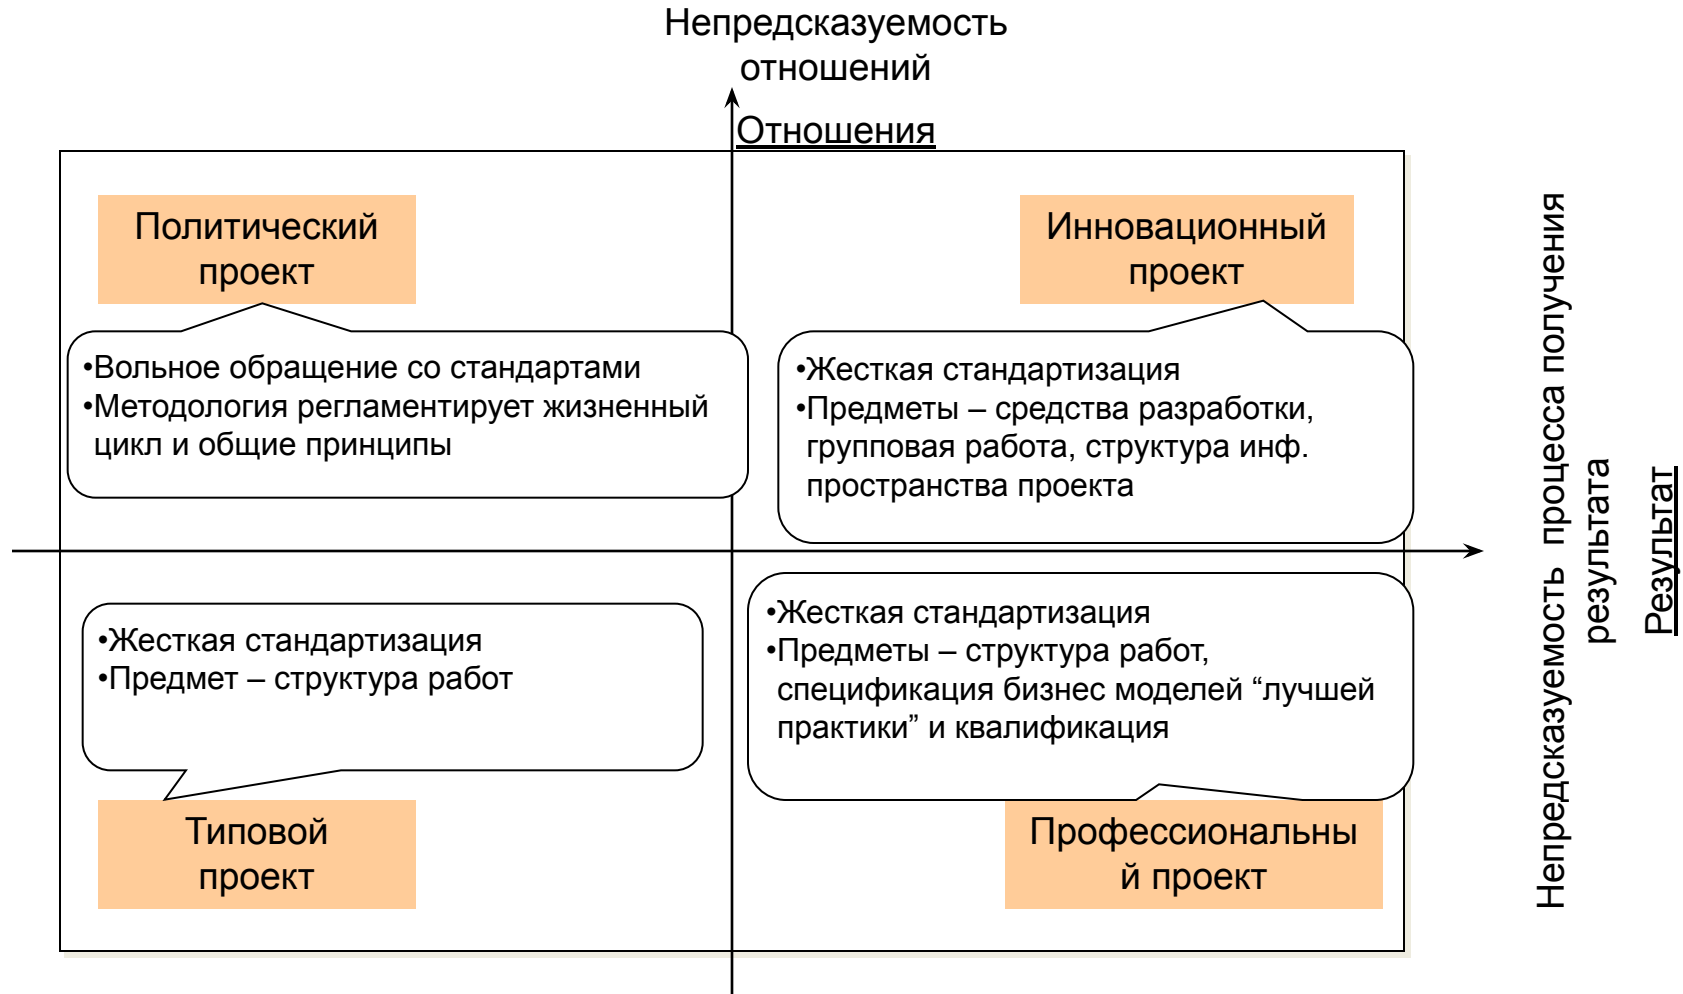 Непредсказуемость
отношений
Отношения
Политический
проект
•Вольное обращение со стандартами
•Методология регламентирует жизненный
цикл и общие принципы
Инновационный
проект
•Жесткая стандартизация
•Предметы – средства разработки,
групповая работа, структура инф.
пространства проекта
•Жесткая стандартизация
•Предмет – структура работ
Типовой
проект
•Жесткая стандартизация
•Предметы – структура работ,
спецификация бизнес моделей “лучшей
практики” и квалификация
Профессиональны
й проект
Непредсказуемость процесса получения
результата
Результат